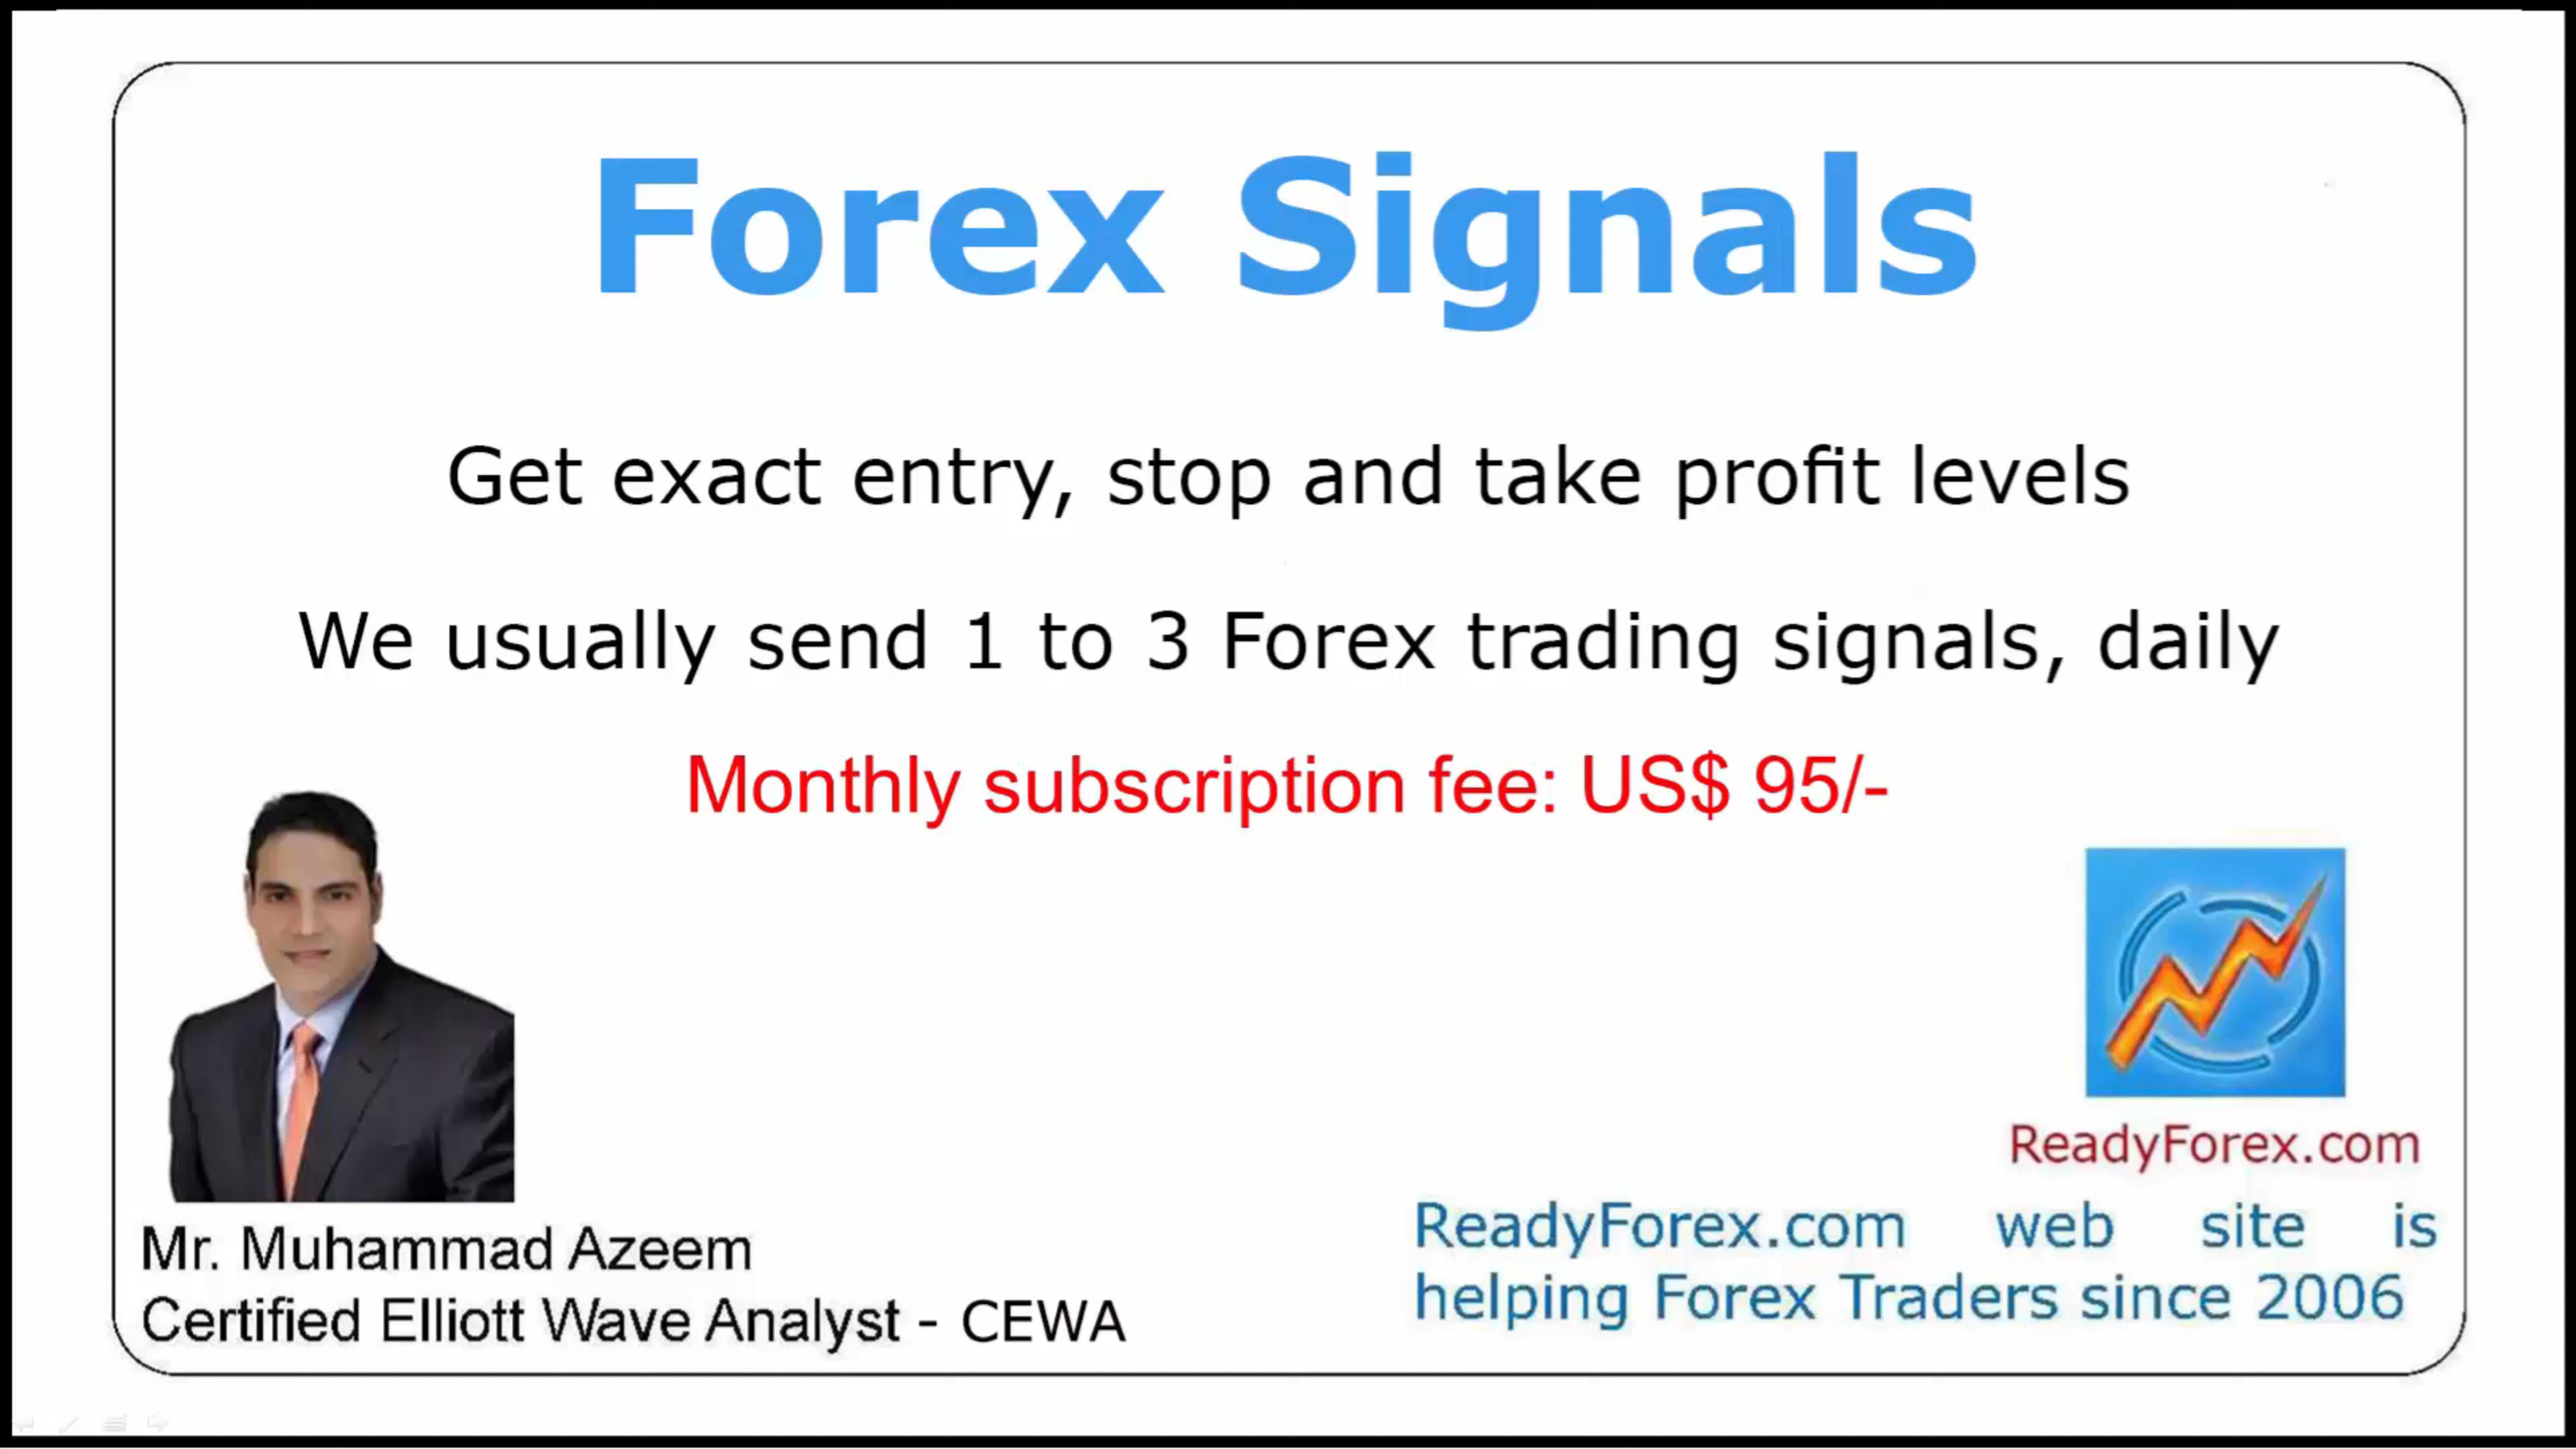 Forex Signals
Get exact entry, stop and take profit levels
We usually send 1 to 3 Forex trading signals, daily
Monthly subscription fee: US$ 95/-
ReadyForex.com
Mr. Muhammad Azeem
Certified Elliott Wave Analyst - CEWA
ReadyForex.com web site is
helping Forex Traders since 2006